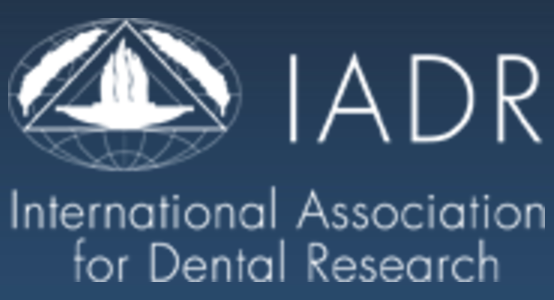 IADR
International Association
for Dental Research